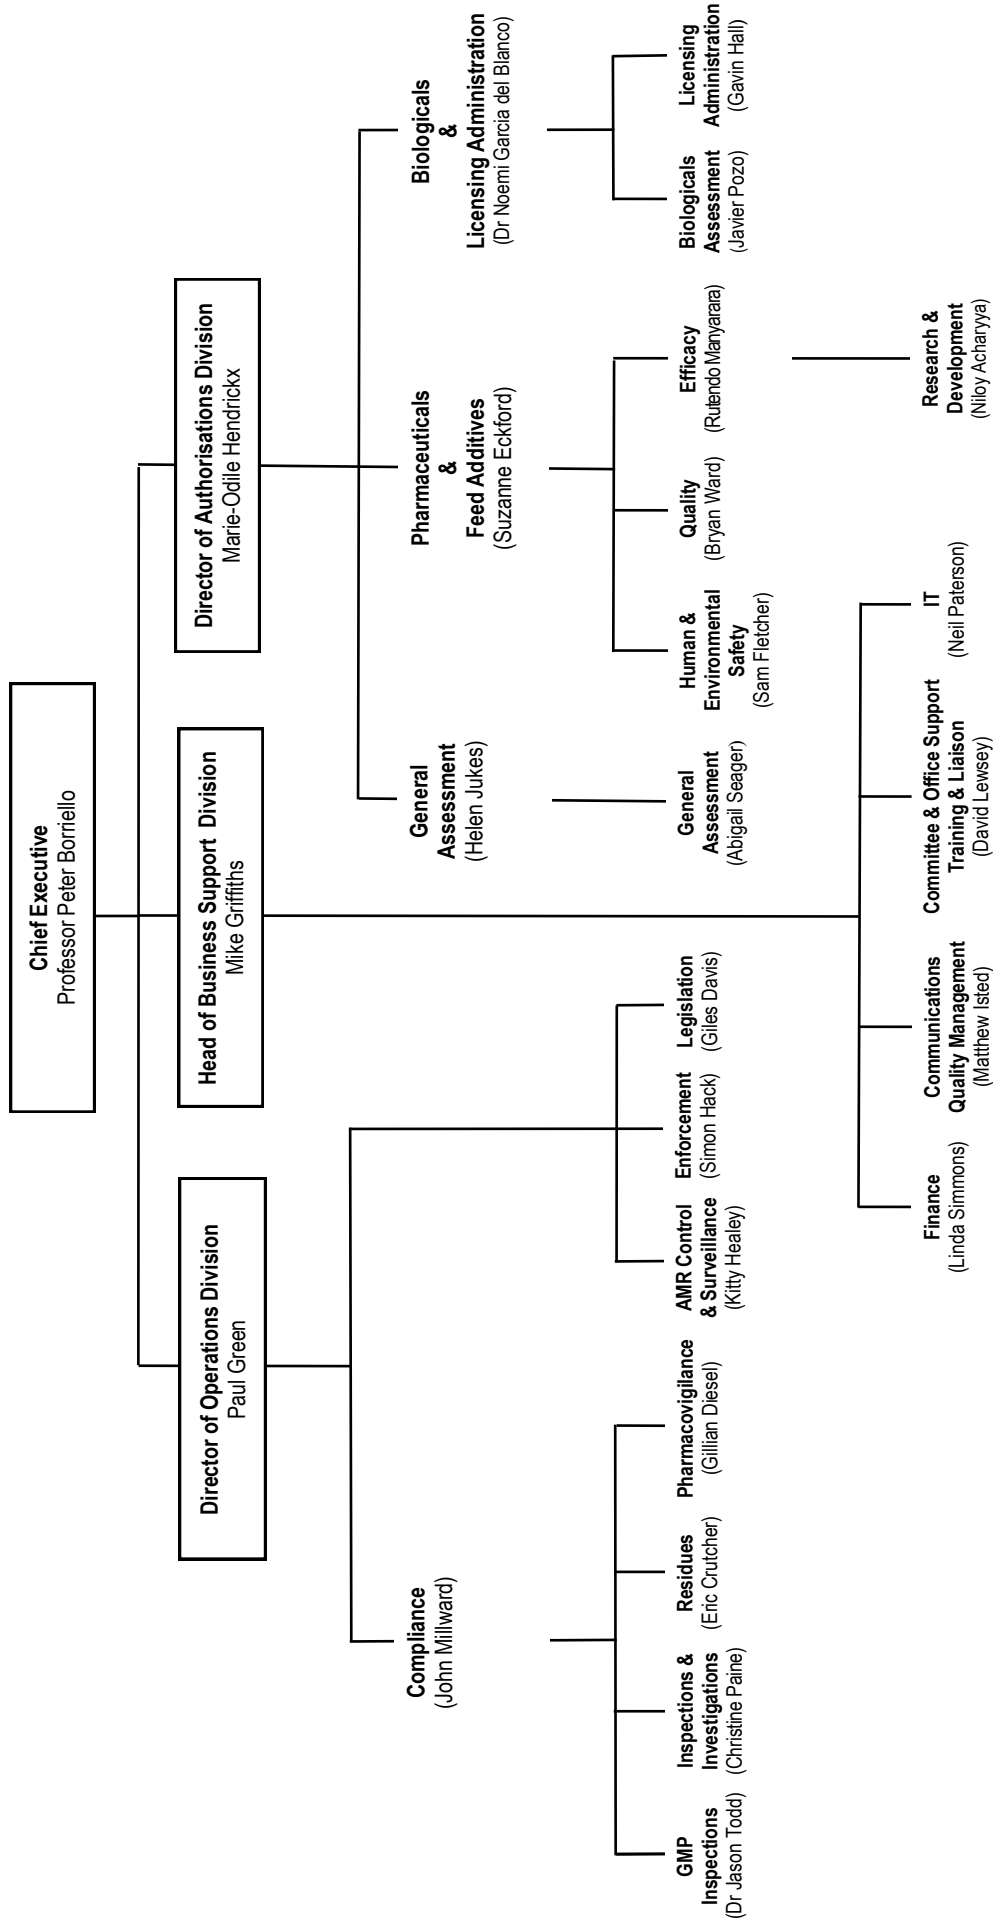 Chief Executive
Professor Peter Borriello
Director of Operations Division
Paul Green
Head of Business Support  Division
Mike Griffiths
Director of Authorisations Division
Marie-Odile Hendrickx
Compliance
(John Millward)
General
Assessment
(Helen Jukes)
Pharmaceuticals
&
Feed Additives
(Suzanne Eckford)
Biologicals
&
Licensing Administration
(Dr Noemi Garcia del Blanco)
GMP
Inspections
(Dr Jason Todd)
Inspections &
Investigations
(Christine Paine)
Residues
(Eric Crutcher)
Pharmacovigilance
(Gillian Diesel)
AMR Control
& Surveillance
(Kitty Healey)
Enforcement
(Simon Hack)
Legislation
(Giles Davis)
General
Assessment
(Abigail Seager)
Human &
Environmental
Safety
(Sam Fletcher)
Quality
(Bryan Ward)
Efficacy
(Rutendo Manyarara)
Biologicals
Assessment
(Javier Pozo)
Licensing
Administration
(Gavin Hall)
Finance
(Linda Simmons)
Communications
Quality Management
(Matthew Isted)
Committee & Office Support
Training & Liaison
(David Lewsey)
IT
(Neil Paterson)
Research &
Development
(Niloy Acharyya)